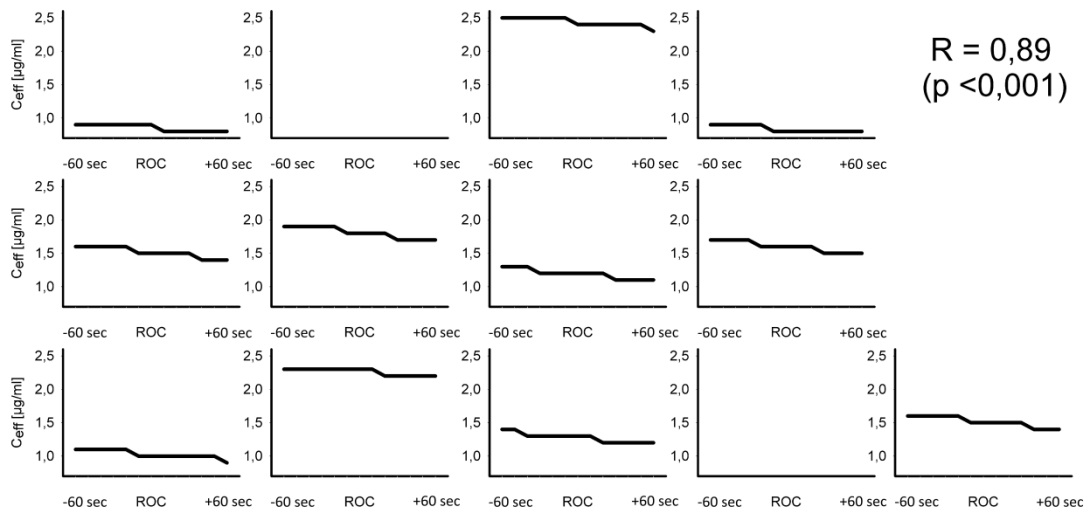 2,5 2,5 2,5 2,5
2,0 2,0 2,0 2,0
1,5 1,5 1,5 1,5
1,0 1,0 1,0 1,0
Ceff [µg/ml]
R = 0,89
(p <0,001)
-60 sec ROC +60 sec -60 sec ROC +60 sec -60 sec ROC +60 sec -60 sec ROC +60 sec
2,5 2,5 2,5 2,5
2,0 2,0 2,0 2,0
1,5 1,5 1,5 1,5
1,0 1,0 1,0 1,0
Ceff [µg/ml]
-60 sec ROC +60 sec -60 sec ROC +60 sec -60 sec ROC +60 sec -60 sec ROC +60 sec
2,5 2,5 2,5 2,5 2,5
2,0 2,0 2,0 2,0 2,0
1,5 1,5 1,5 1,5 1,5
1,0 1,0 1,0 1,0 1,0
Ceff [µg/ml]
-60 sec ROC +60 sec -60 sec ROC +60 sec -60 sec ROC +60 sec -60 sec ROC +60 sec -60 sec ROC +60 sec